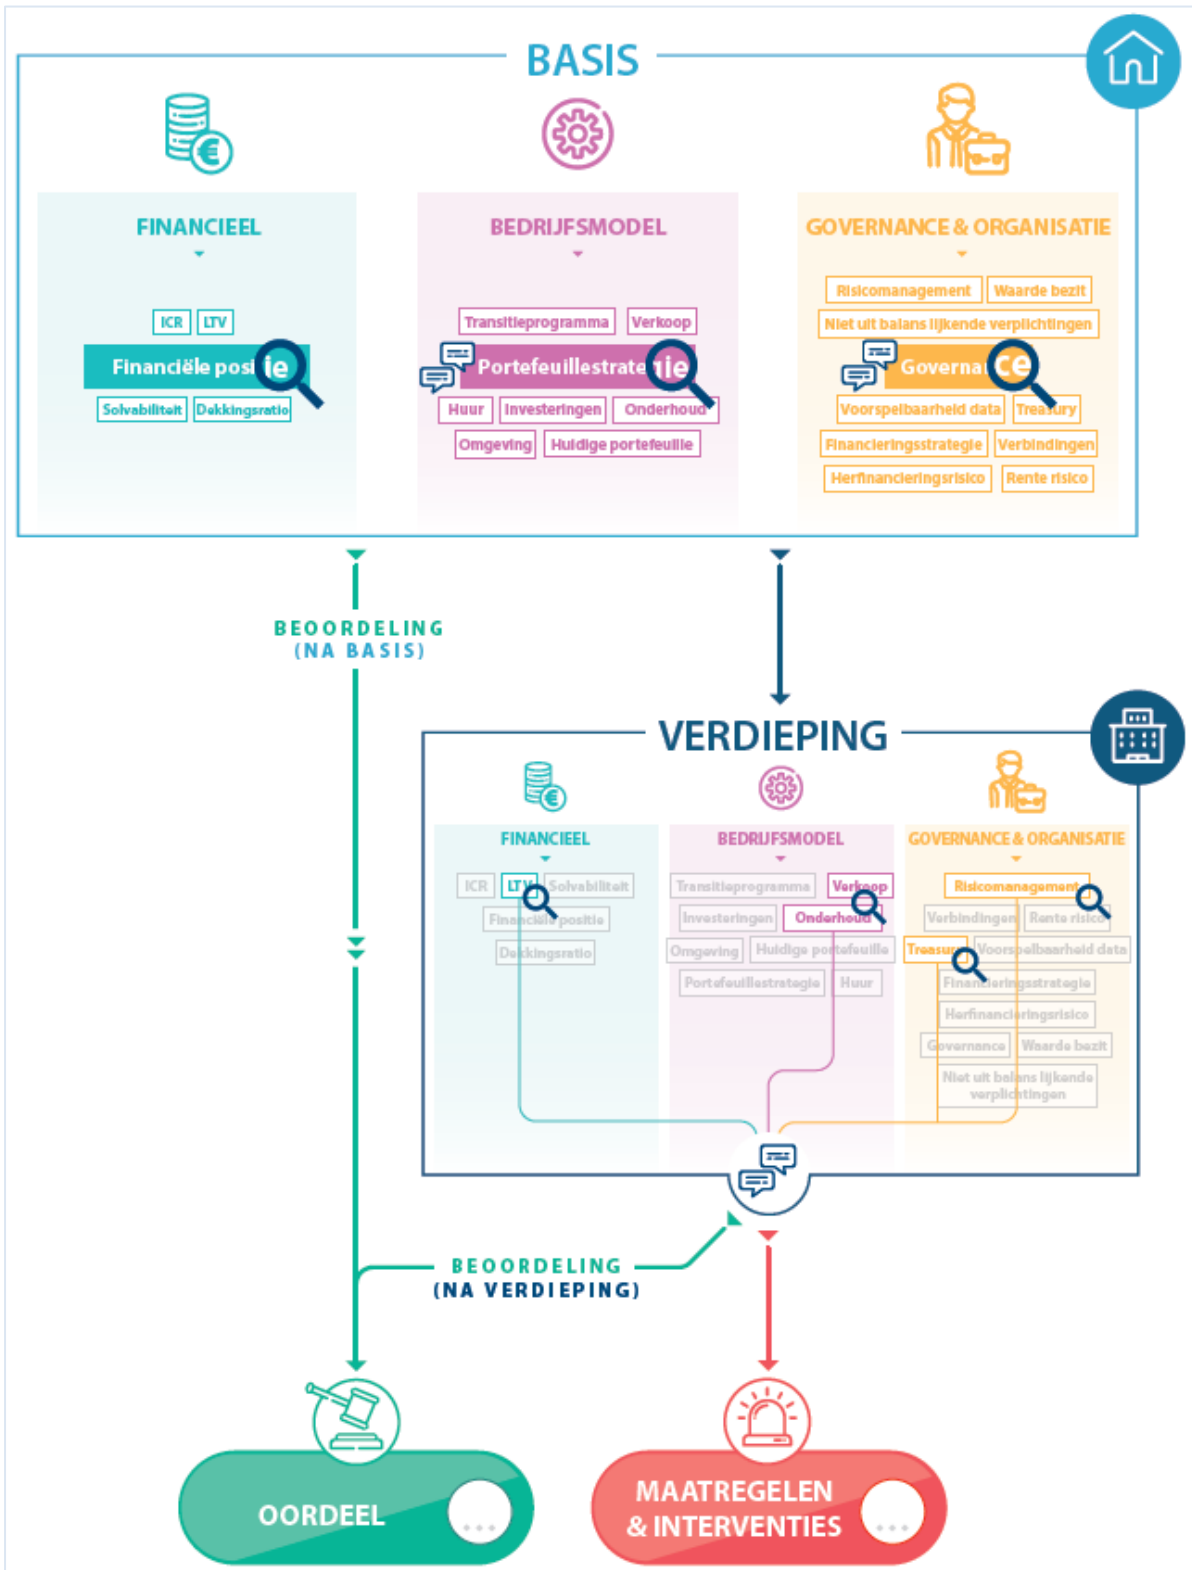 BASIS
FINANCIEEL
ICR LTV
Financiële positie
Solvabiliteit Dekkingsratio
BEDRIJFSMODEL
Transitieprogramma Verkoop
Portefeuillestrategie
Huur Investeringen Onderhoud
Omgeving Huidige portefeuille
GOVERNANCE & ORGANISATIE
Risicomanagement Waarde bezit
Niet uit balans lijkende verplichtingen
Governance
Voorspelbaarheid data Treasury
Financieringsstrategie Verbindingen
Herfinancieringsrisico Rente risico
BEOORDELING
(NA BASIS)
VERDIEPING
FINANCIEEL
ICR LTV Solvabiliteit
Financiële positie
Dekkingsratio
BEDRIJFSMODEL
Transitieprogramma Verkoop
Investeringen Onderhoud
Omgeving Huidige portefeuille
Portefeuillestrategie Huur
GOVERNANCE & ORGANISATIE
Risicomanagement
Verbindingen Rente risico
Treasury Voorspelbaarheid data
Financieringsstrategie
Herfinancieringsrisico
Governance Waarde bezit
Niet uit balans lijkende
verplichtingen
BEOORDELING
(NA VERDIEPING)
OORDEEL
...
MAATREGELEN
& INTERVENTIES
...